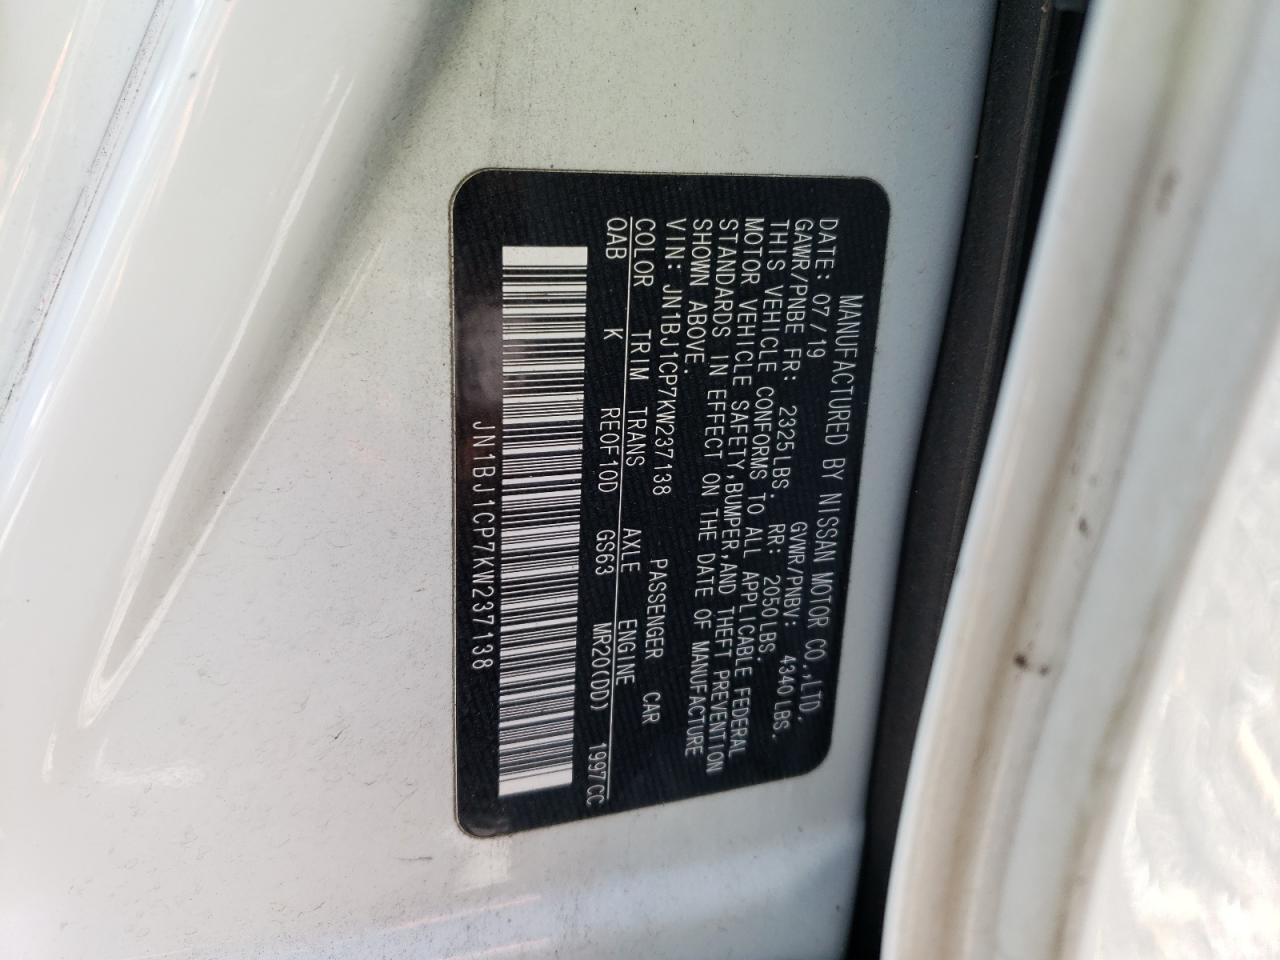 MANUFACTURED BY NISSAN MOTOR CO.,LTD.
DATE: 07/19 GVWR/PNBV: 4340 LBS.
GAWR/PNBE FR: 2325LBS. RR: 2050LBS.
THIS VEHICLE CONFORMS TO ALL APPLICABLE FEDERAL
MOTOR VEHICLE SAFETY,BUMPER,AND THEFT PREVENTION
STANDARDS IN EFFECT ON THE DATE OF MANUFACTURE
SHOWN ABOVE.
VIN: JN1BJ1CP7KW237138 PASSENGER CAR
COLOR TRIM TRANS AXLE ENGINE
QAB K RE0F10D GS63 MR20(DD) 1997CC
JN1BJ1CP7KW237138